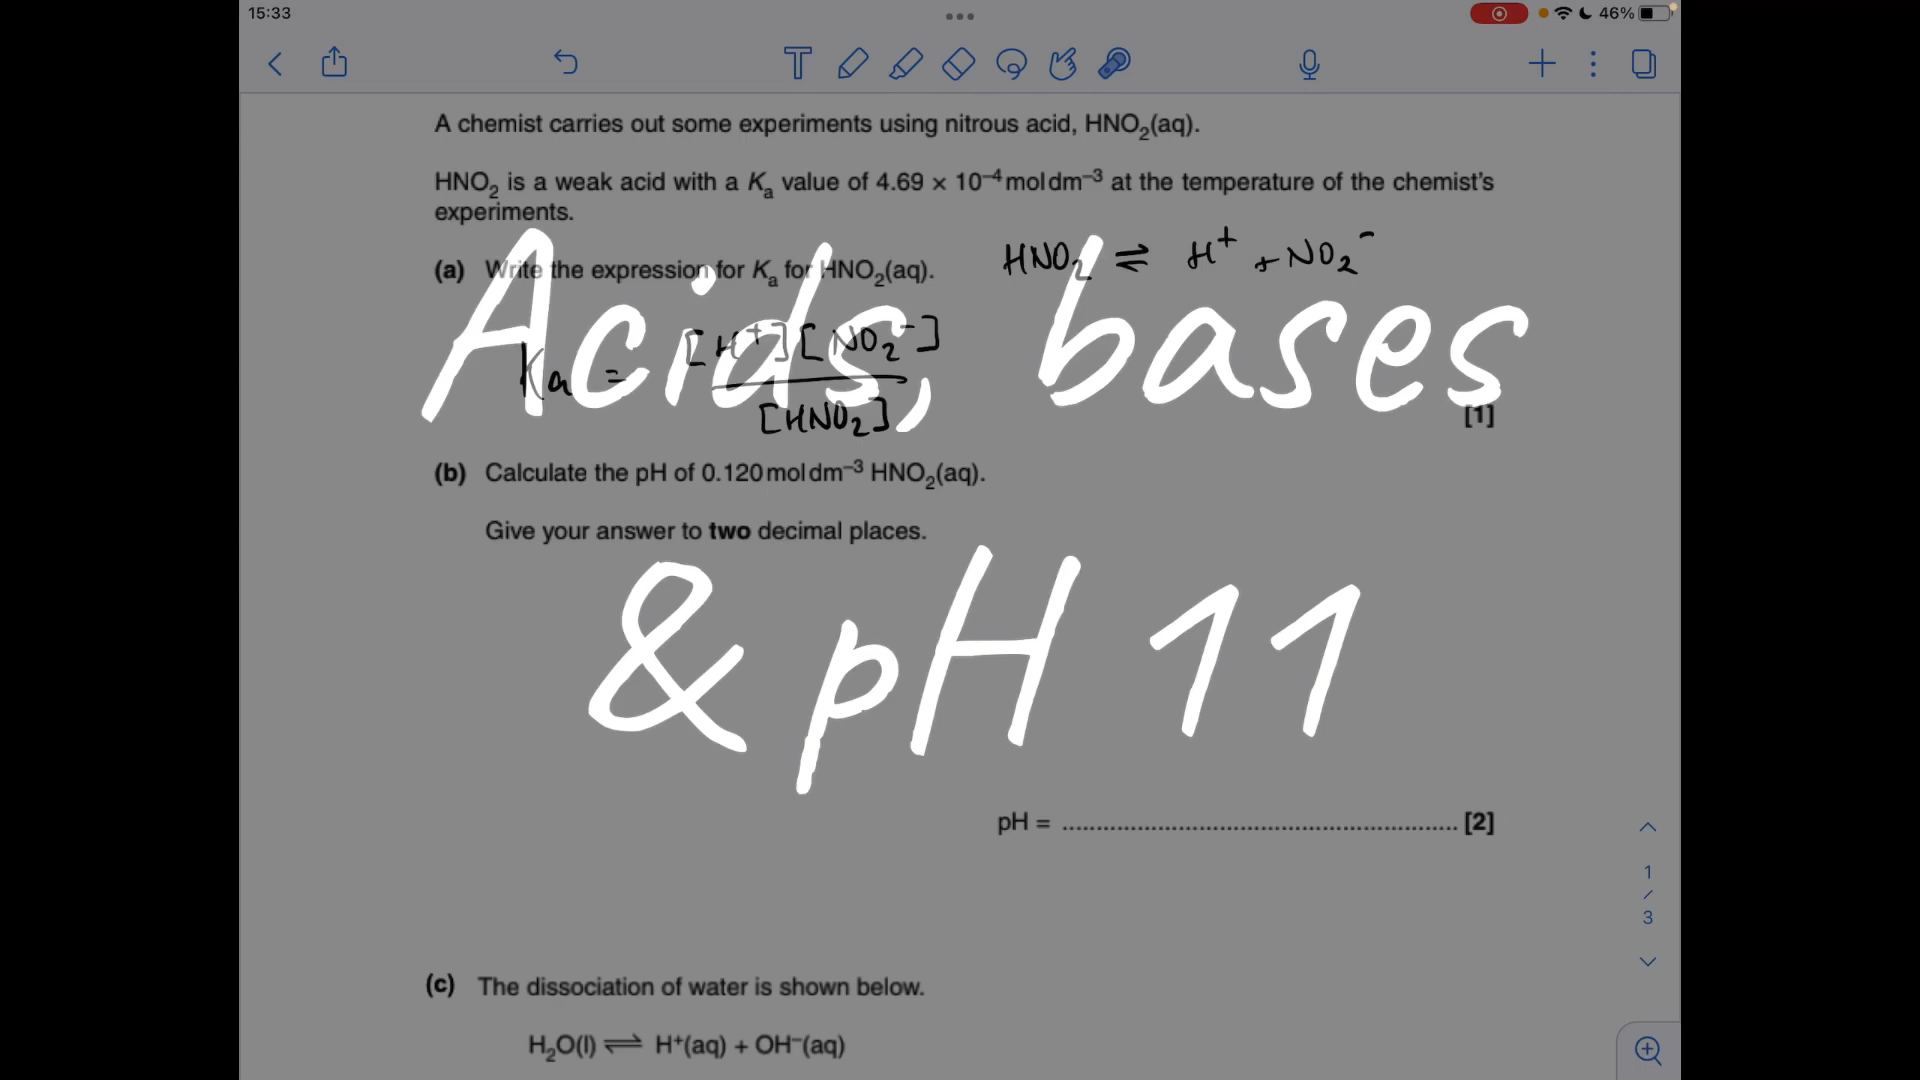 15:33
46%
A chemist carries out some experiments using nitrous acid, HNO₂(aq).
HNO₂ is a weak acid with a Kₐ value of 4.69 × 10⁻⁴ mol dm⁻³ at the temperature of the chemist's
experiments.
(a) Write the expression for Kₐ for HNO₂(aq).
HNO₂ ⇌ H⁺ + NO₂⁻
Kₐ = [H⁺][NO₂⁻]
[HNO₂]
[1]
Acids, bases
(b) Calculate the pH of 0.120 mol dm⁻³ HNO₂(aq).
Give your answer to two decimal places.
& pH 11
pH = .......................................................... [2]
1
/
3
(c) The dissociation of water is shown below.
H₂O(l) ⇌ H⁺(aq) + OH⁻(aq)